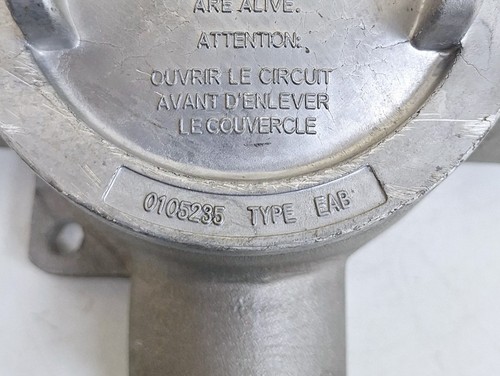 ARE ALIVE.
ATTENTION:
OUVRIR LE CIRCUIT
AVANT D'ENLEVER
LE COUVERCLE
0105235 TYPE EAB